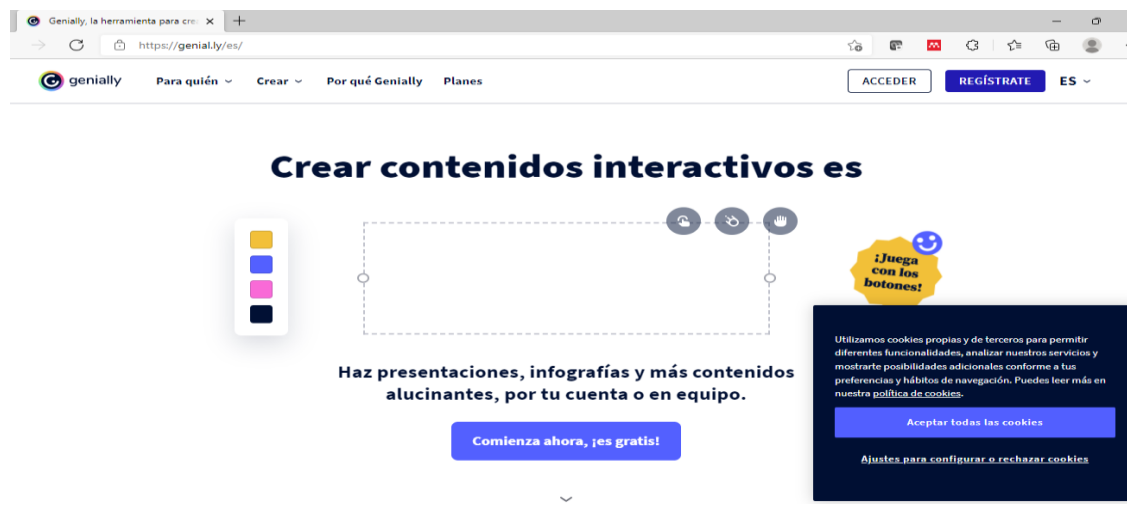 Genially, la herramienta para cre
https://genial.ly/es/
genially
Para quién
Crear
Por qué Genially
Planes
ACCEDER
REGÍSTRATE
ES
Crear contenidos interactivos es
¡Juega
con los
botones!
Haz presentaciones, infografías y más contenidos
alucinantes, por tu cuenta o en equipo.
Comienza ahora, ¡es gratis!
Utilizamos cookies propias y de terceros para permitir
diferentes funcionalidades, analizar nuestros servicios y
mostrarte posibilidades adicionales conforme a tus
preferencias y hábitos de navegación. Puedes leer más en
nuestra política de cookies.
Aceptar todas las cookies
Ajustes para configurar o rechazar cookies